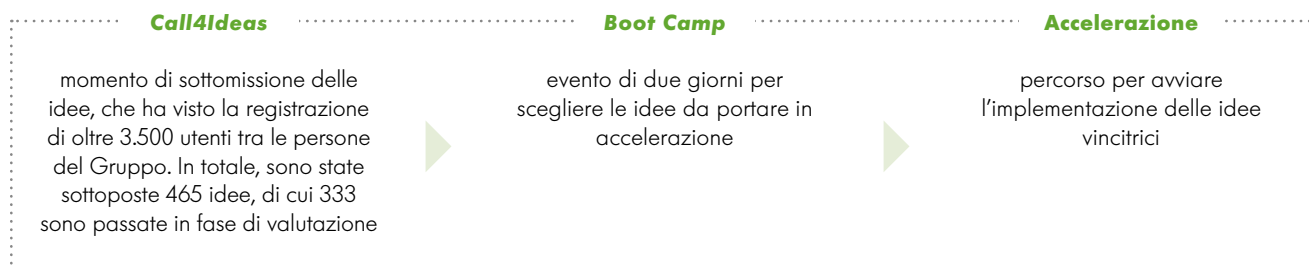 Call4Ideas
momento di sottomissione delle
idee, che ha visto la registrazione
di oltre 3.500 utenti tra le persone
del Gruppo. In totale, sono state
sottoposte 465 idee, di cui 333
sono passate in fase di valutazione
Boot Camp
evento di due giorni per
scegliere le idee da portare in
accelerazione
Accelerazione
percorso per avviare
l’implementazione delle idee
vincitrici